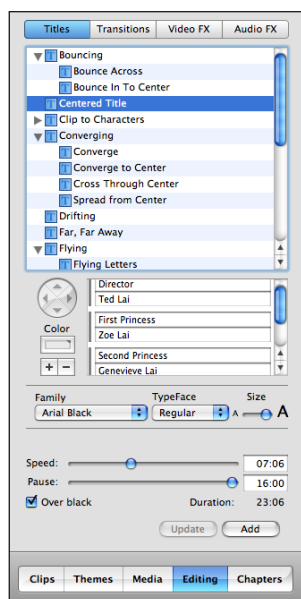 Titles Transitions Video FX Audio FX
Bouncing
Bounce Across
Bounce In To Center
Centered Title
Clip to Characters
Converging
Converge
Converge to Center
Cross Through Center
Spread from Center
Drifting
Far, Far Away
Flying
Flying Letters
Director
Ted Lai
Color
First Princess
Zoe Lai
Second Princess
Genevieve Lai
Family TypeFace Size
Arial Black Regular A A
Speed: 07:06
Pause: 16:00
Over black Duration: 23:06
Update Add
Clips Themes Media Editing Chapters